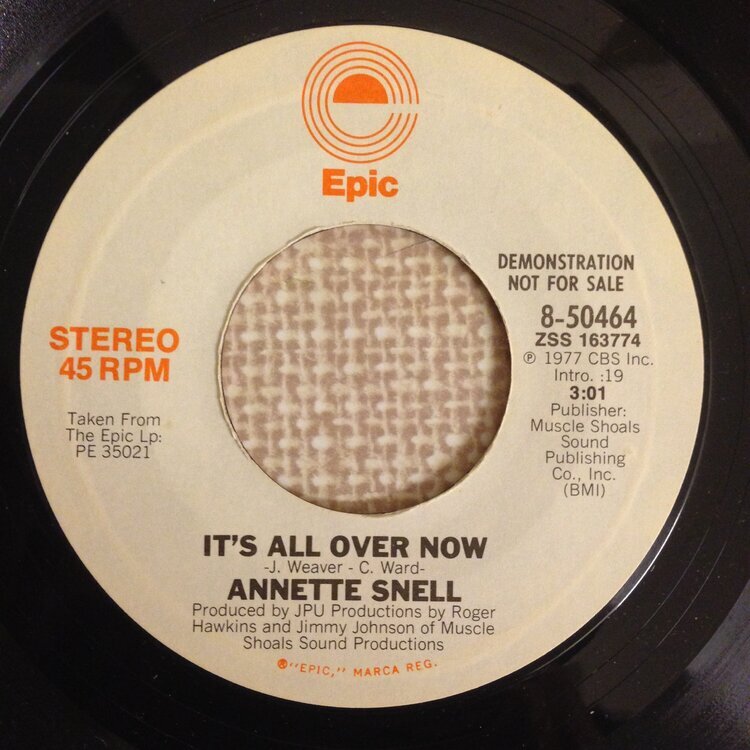 Epic
DEMONSTRATION
NOT FOR SALE
8-50464
ZSS 163774
℗ 1977 CBS Inc.
Intro. :19
3:01
Publisher:
Muscle Shoals
Sound
Publishing
Co., Inc.
(BMI)
STEREO
45 RPM
Taken From
The Epic Lp:
PE 35021
IT'S ALL OVER NOW
-J. Weaver - C. Ward-
ANNETTE SNELL
Produced by JPU Productions by Roger
Hawkins and Jimmy Johnson of Muscle
Shoals Sound Productions
®"EPIC," MARCA REG.